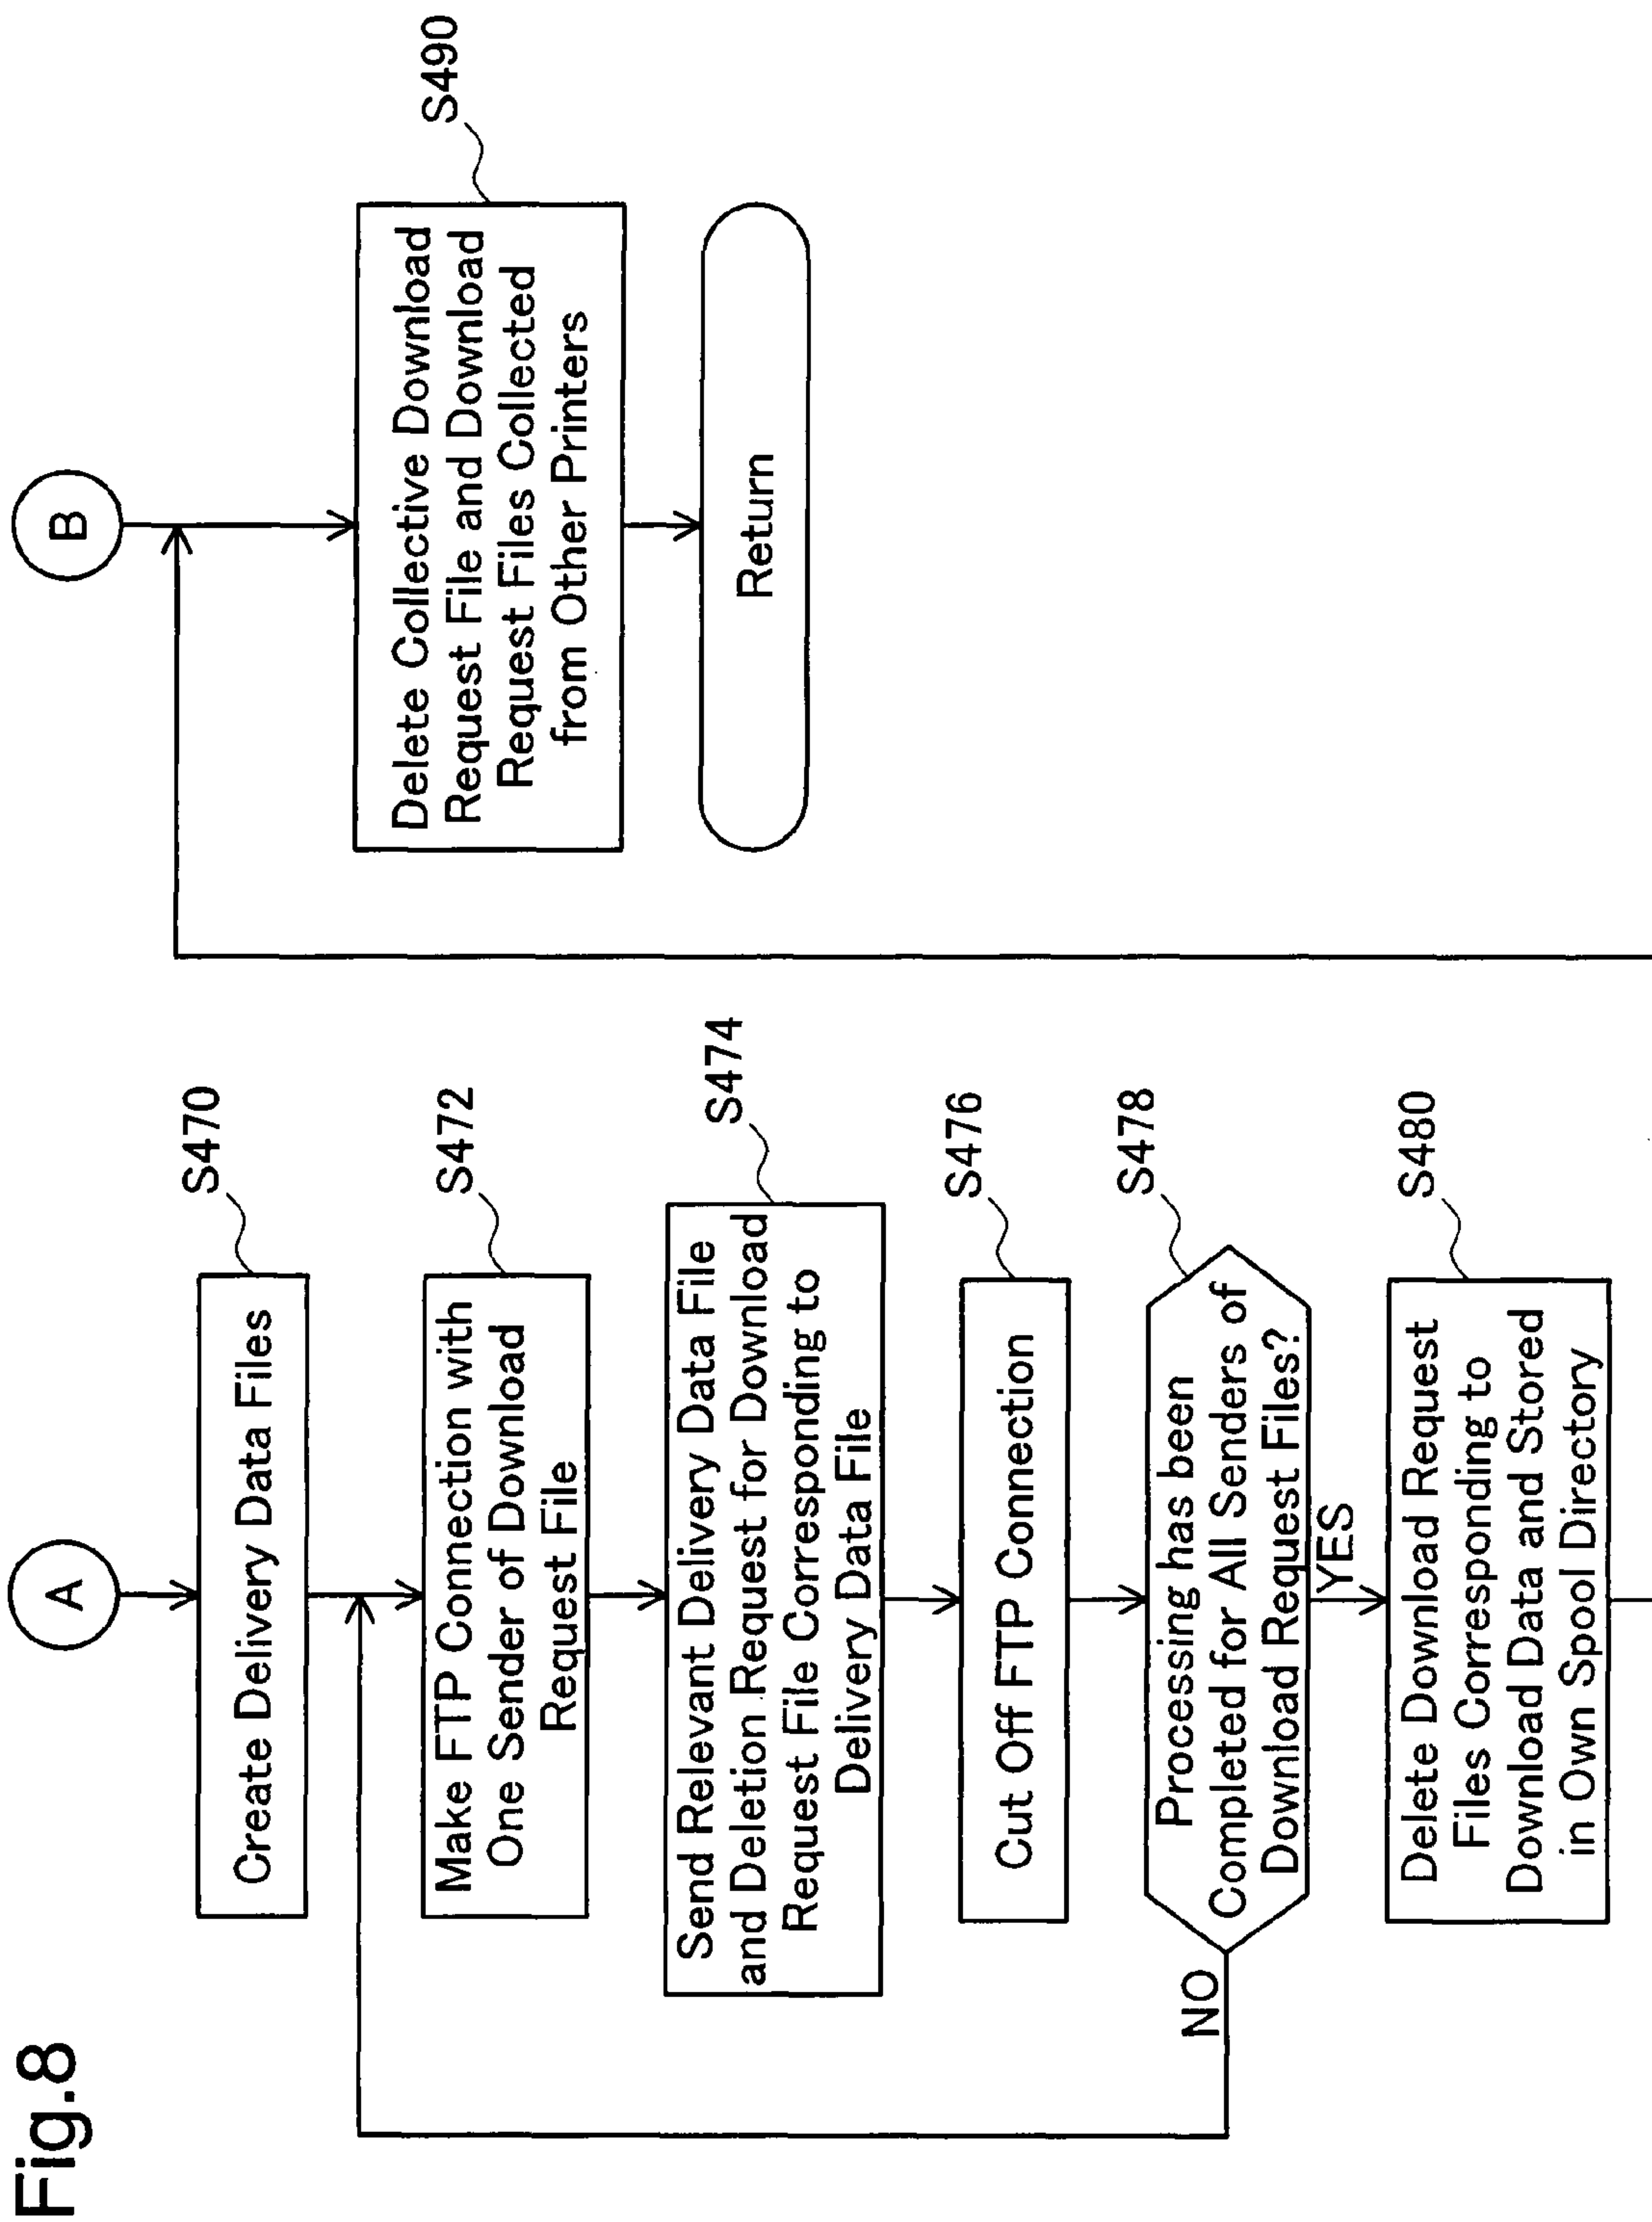 Fig.8
A
S470
Create Delivery Data Files
S472
Make FTP Connection with
One Sender of Download
Request File
S474
Send Relevant Delivery Data File
and Deletion Request for Download
Request File Corresponding to
Delivery Data File
S476
Cut Off FTP Connection
S478
Processing has been
Completed for All Senders of
Download Request Files?
NO
YES
S480
Delete Download Request
Files Corresponding to
Download Data and Stored
in Own Spool Directory
B
S490
Delete Collective Download
Request File and Download
Request Files Collected
from Other Printers
Return